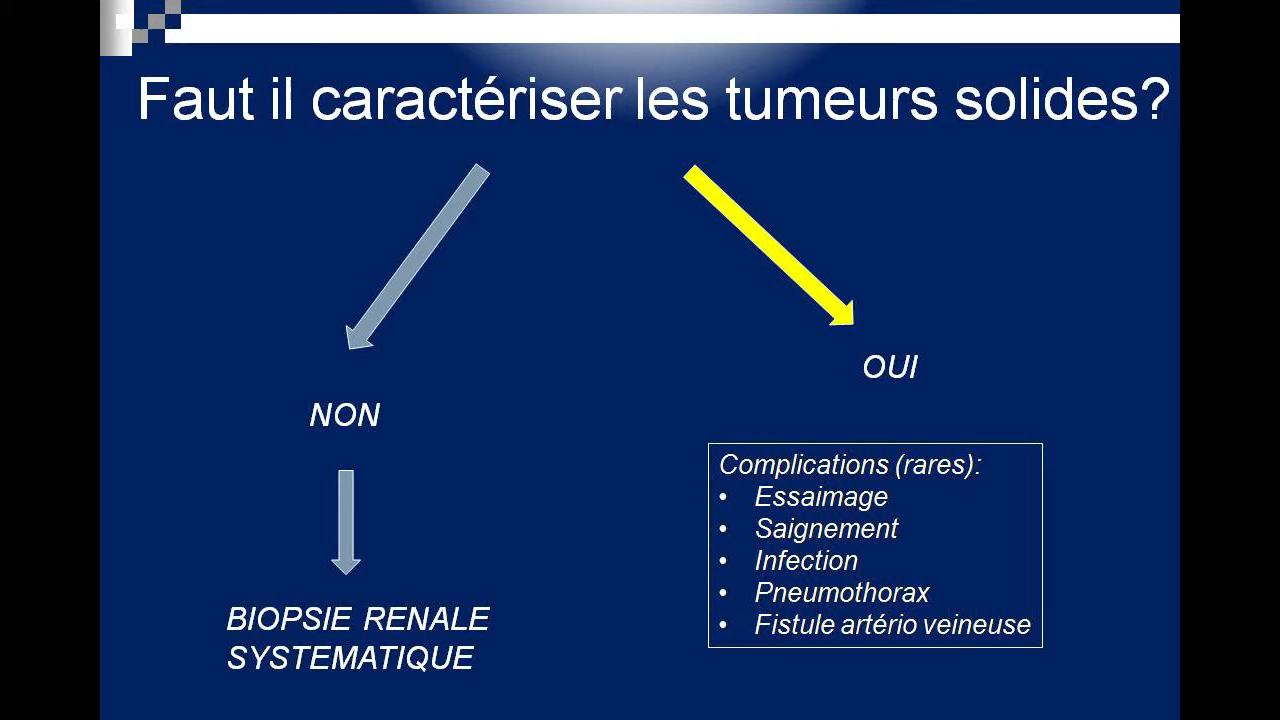 Faut il caractériser les tumeurs solides?
NON
BIOPSIE RENALE
SYSTEMATIQUE
OUI
Complications (rares):
• Essaimage
• Saignement
• Infection
• Pneumothorax
• Fistule artério veineuse